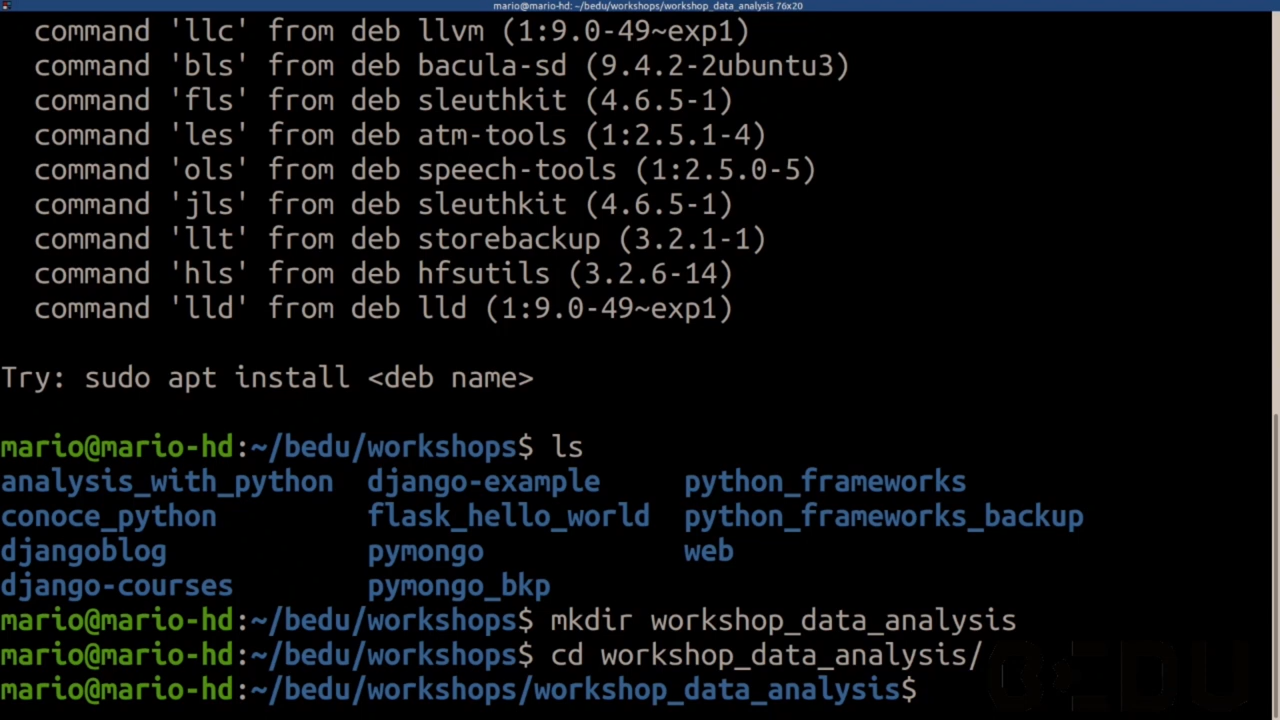 mario@mario-hd: ~/bedu/workshops/workshop_data_analysis 76x20
command 'llc' from deb llvm (1:9.0-49~exp1)
command 'bls' from deb bacula-sd (9.4.2-2ubuntu3)
command 'fls' from deb sleuthkit (4.6.5-1)
command 'les' from deb atm-tools (1:2.5.1-4)
command 'ols' from deb speech-tools (1:2.5.0-5)
command 'jls' from deb sleuthkit (4.6.5-1)
command 'llt' from deb storebackup (3.2.1-1)
command 'hls' from deb hfsutils (3.2.6-14)
command 'lld' from deb lld (1:9.0-49~exp1)
Try: sudo apt install <deb name>
mario@mario-hd:~/bedu/workshops$ ls
analysis_with_python django-example python_frameworks
conoce_python flask_hello_world python_frameworks_backup
djangoblog pymongo web
django-courses pymongo_bkp
mario@mario-hd:~/bedu/workshops$ mkdir workshop_data_analysis
mario@mario-hd:~/bedu/workshops$ cd workshop_data_analysis/
mario@mario-hd:~/bedu/workshops/workshop_data_analysis$
BEDU